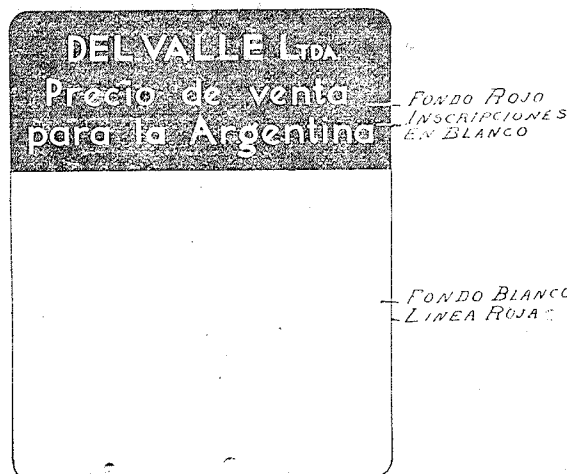 DEL VALLE LTDA
Precio de venta
para la Argentina
FONDO ROJO
INSCRIPCIONES
EN BLANCO
FONDO BLANCO
LINEA ROJA